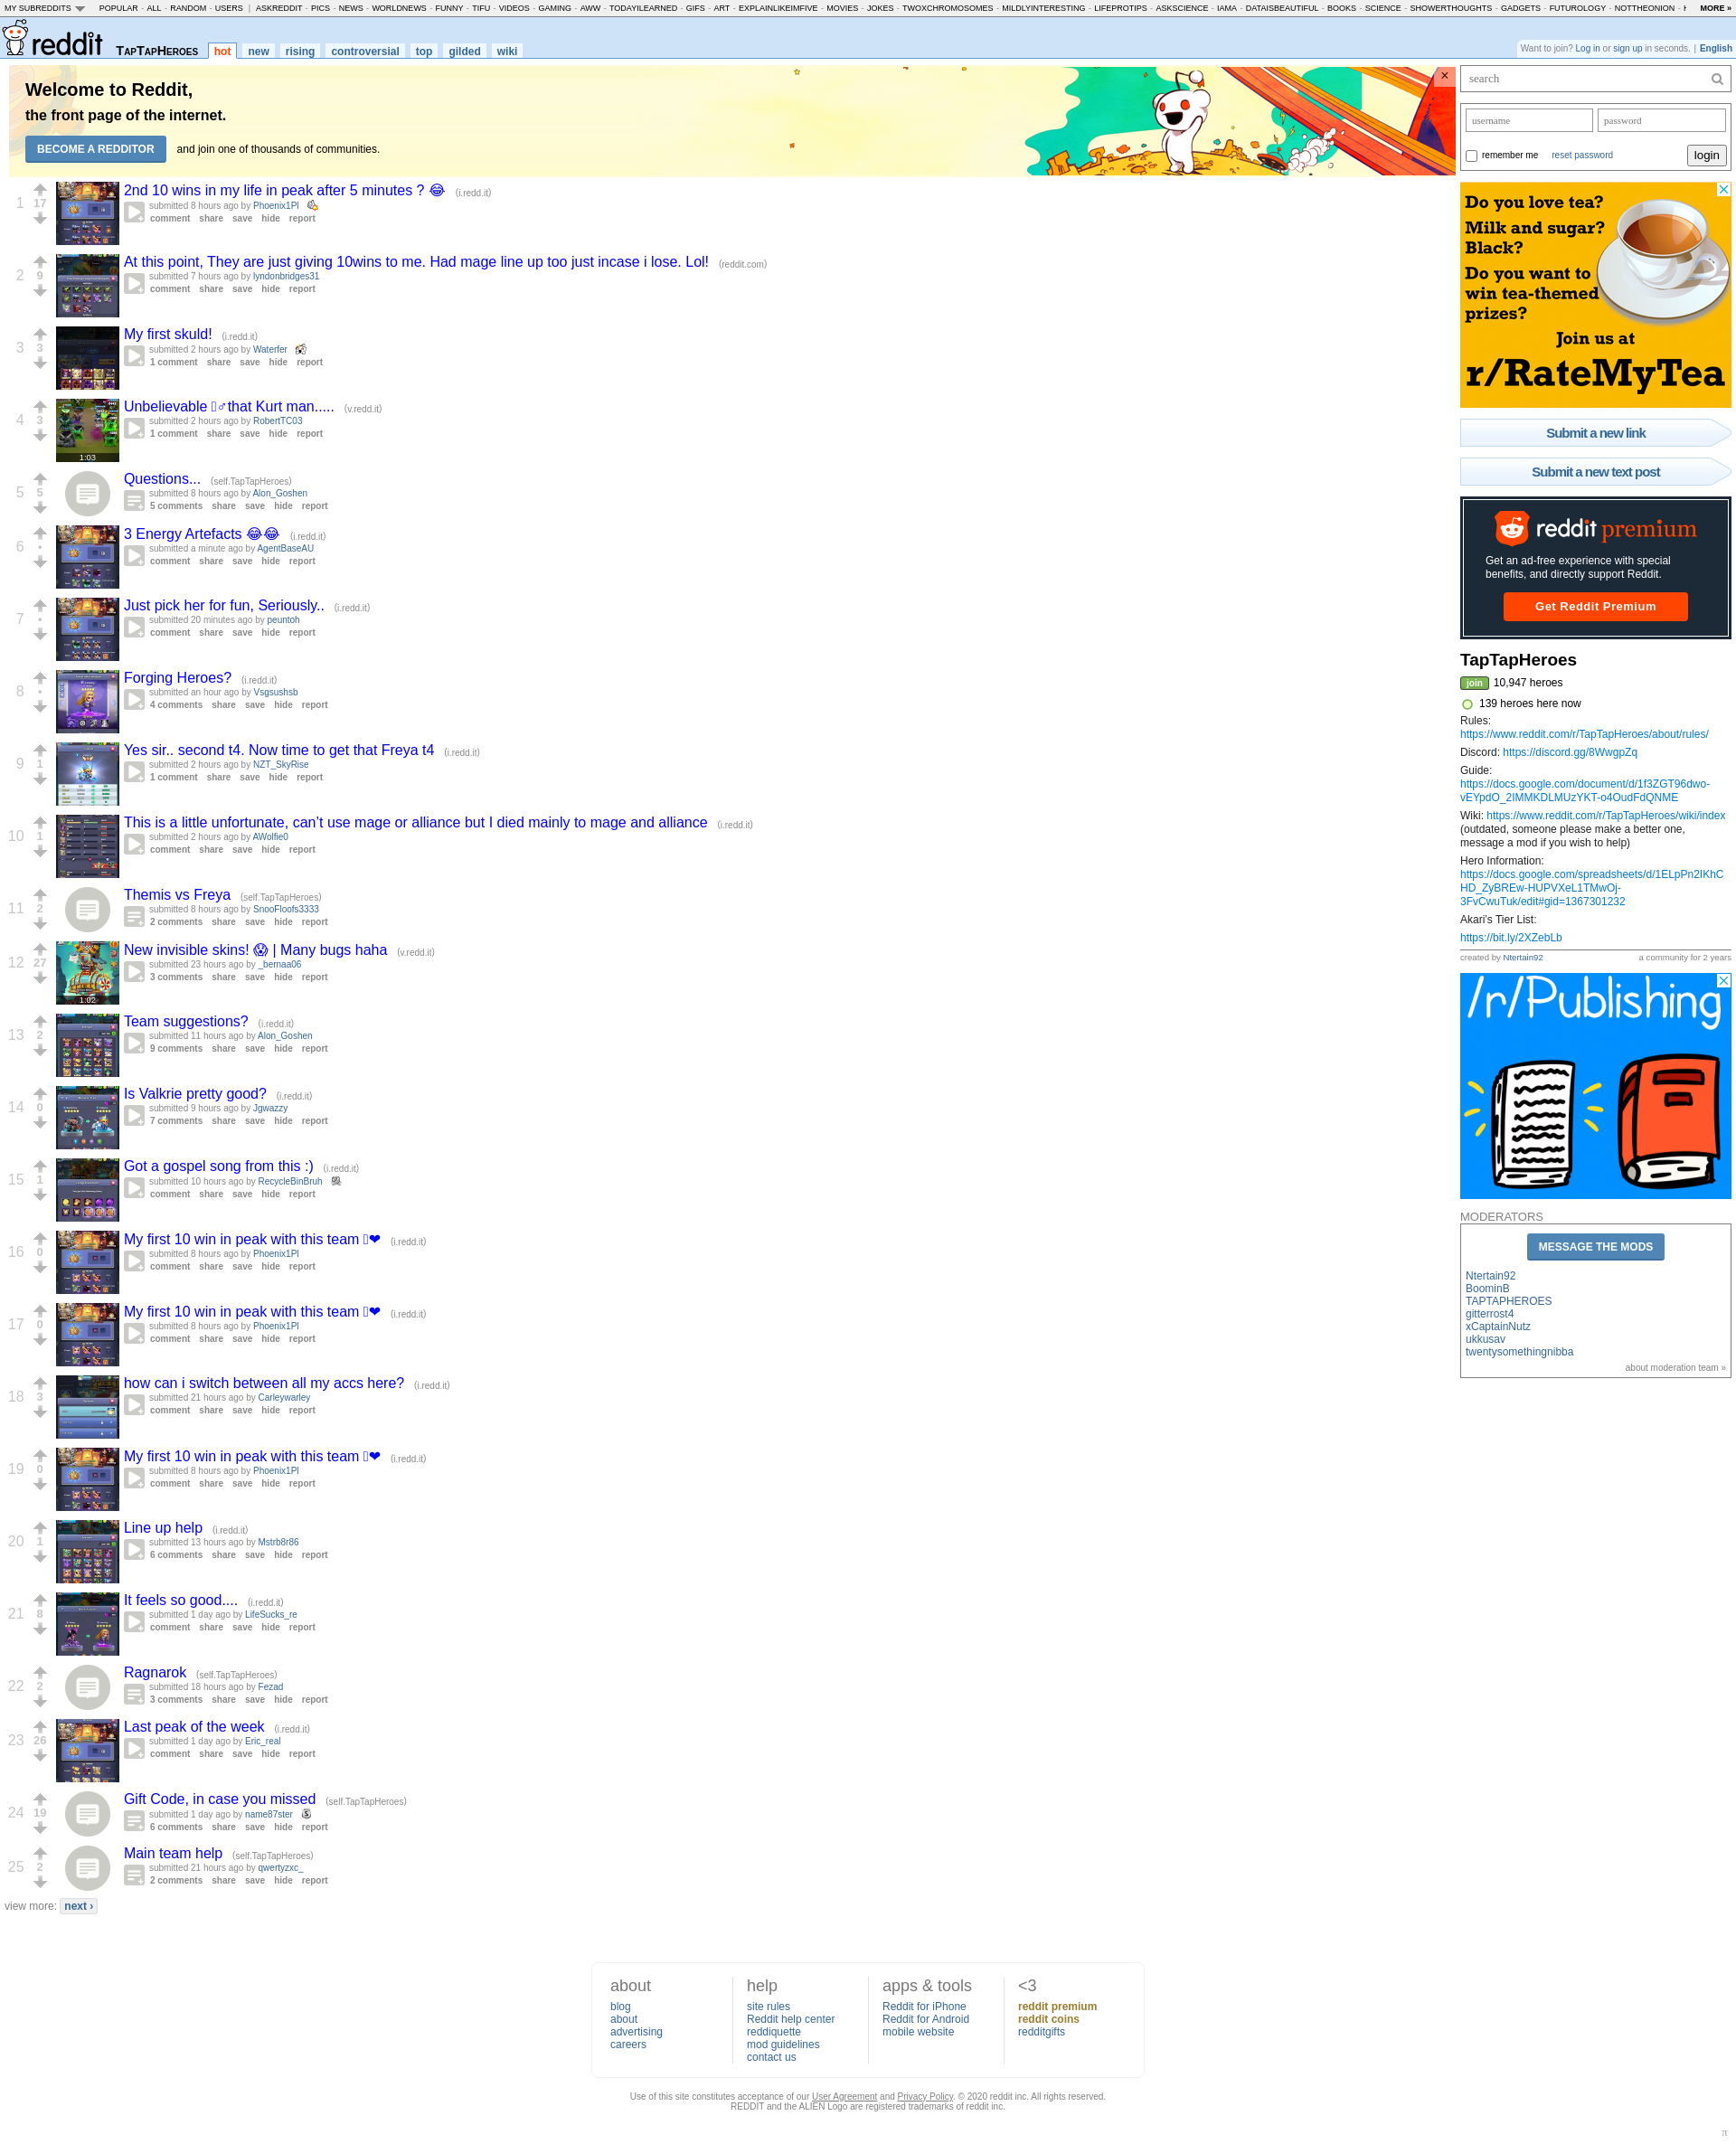 MY SUBREDDITS POPULAR - ALL - RANDOM - USERS | ASKREDDIT - PICS - NEWS - WORLDNEWS - FUNNY - TIFU - VIDEOS - GAMING - AWW - TODAYILEARNED - GIFS - ART - EXPLAINLIKEIMFIVE - MOVIES - JOKES - TWOXCHROMOSOMES - MILDLYINTERESTING - LIFEPROTIPS - ASKSCIENCE - IAMA - DATAISBEAUTIFUL - BOOKS - SCIENCE - SHOWERTHOUGHTS - GADGETS - FUTUROLOGY - NOTTHEONION - MORE »
reddit TapTapHeroes hot new rising controversial top gilded wiki
Want to join? Log in or sign up in seconds. | English
Welcome to Reddit,
the front page of the internet.
BECOME A REDDITOR and join one of thousands of communities.
1 17 2nd 10 wins in my life in peak after 5 minutes ? 😂 (i.redd.it)
submitted 8 hours ago by Phoenix1Pl
comment share save hide report
2 9 At this point, They are just giving 10wins to me. Had mage line up too just incase i lose. Lol! (reddit.com)
submitted 7 hours ago by lyndonbridges31
comment share save hide report
3 3 My first skuld! (i.redd.it)
submitted 2 hours ago by Waterfer
1 comment share save hide report
4 3 Unbelievable ▯♂that Kurt man..... (v.redd.it)
submitted 2 hours ago by RobertTC03
1 comment share save hide report
1:03
5 5 Questions... (self.TapTapHeroes)
submitted 8 hours ago by Alon_Goshen
5 comments share save hide report
6 • 3 Energy Artefacts 😂😂 (i.redd.it)
submitted a minute ago by AgentBaseAU
comment share save hide report
7 • Just pick her for fun, Seriously.. (i.redd.it)
submitted 20 minutes ago by peuntoh
comment share save hide report
8 • Forging Heroes? (i.redd.it)
submitted an hour ago by Vsgsushsb
4 comments share save hide report
9 1 Yes sir.. second t4. Now time to get that Freya t4 (i.redd.it)
submitted 2 hours ago by NZT_SkyRise
1 comment share save hide report
10 1 This is a little unfortunate, can’t use mage or alliance but I died mainly to mage and alliance (i.redd.it)
submitted 2 hours ago by AWolfie0
comment share save hide report
11 2 Themis vs Freya (self.TapTapHeroes)
submitted 8 hours ago by SnooFloofs3333
2 comments share save hide report
12 27 New invisible skins! 😱 | Many bugs haha (v.redd.it)
submitted 23 hours ago by _bernaa06
3 comments share save hide report
1:02
13 2 Team suggestions? (i.redd.it)
submitted 11 hours ago by Alon_Goshen
9 comments share save hide report
14 0 Is Valkrie pretty good? (i.redd.it)
submitted 9 hours ago by Jgwazzy
7 comments share save hide report
15 1 Got a gospel song from this :) (i.redd.it)
submitted 10 hours ago by RecycleBinBruh
comment share save hide report
16 0 My first 10 win in peak with this team ▯❤ (i.redd.it)
submitted 8 hours ago by Phoenix1Pl
comment share save hide report
17 0 My first 10 win in peak with this team ▯❤ (i.redd.it)
submitted 8 hours ago by Phoenix1Pl
comment share save hide report
18 3 how can i switch between all my accs here? (i.redd.it)
submitted 21 hours ago by Carleywarley
comment share save hide report
19 0 My first 10 win in peak with this team ▯❤ (i.redd.it)
submitted 8 hours ago by Phoenix1Pl
comment share save hide report
20 1 Line up help (i.redd.it)
submitted 13 hours ago by Mstrb8r86
6 comments share save hide report
21 8 It feels so good.... (i.redd.it)
submitted 1 day ago by LifeSucks_re
comment share save hide report
22 2 Ragnarok (self.TapTapHeroes)
submitted 18 hours ago by Fezad
3 comments share save hide report
23 26 Last peak of the week (i.redd.it)
submitted 1 day ago by Eric_real
comment share save hide report
24 19 Gift Code, in case you missed (self.TapTapHeroes)
submitted 1 day ago by name87ster
6 comments share save hide report
25 2 Main team help (self.TapTapHeroes)
submitted 21 hours ago by qwertyzxc_
2 comments share save hide report
view more: next ›
search
username password
remember me reset password login
Do you love tea?
Milk and sugar?
Black?
Do you want to
win tea-themed
prizes?
Join us at
r/RateMyTea
Submit a new link
Submit a new text post
reddit premium
Get an ad-free experience with special
benefits, and directly support Reddit.
Get Reddit Premium
TapTapHeroes
join 10,947 heroes
139 heroes here now
Rules:
https://www.reddit.com/r/TapTapHeroes/about/rules/
Discord: https://discord.gg/8WwgpZq
Guide:
https://docs.google.com/document/d/1f3ZGT96dwo-
vEYpdO_2IMMKDLMUzYKT-o4OudFdQNME
Wiki: https://www.reddit.com/r/TapTapHeroes/wiki/index
(outdated, someone please make a better one,
message a mod if you wish to help)
Hero Information:
https://docs.google.com/spreadsheets/d/1ELpPn2IKhC
HD_ZyBREw-HUPVXeL1TMwOj-
3FvCwuTuk/edit#gid=1367301232
Akari's Tier List:
https://bit.ly/2XZebLb
created by Ntertain92 a community for 2 years
/r/Publishing
MODERATORS
MESSAGE THE MODS
Ntertain92
BoominB
TAPTAPHEROES
gitterrost4
xCaptainNutz
ukkusav
twentysomethingnibba
about moderation team »
about
blog
about
advertising
careers
help
site rules
Reddit help center
reddiquette
mod guidelines
contact us
apps & tools
Reddit for iPhone
Reddit for Android
mobile website
<3
reddit premium
reddit coins
redditgifts
Use of this site constitutes acceptance of our User Agreement and Privacy Policy. © 2020 reddit inc. All rights reserved.
REDDIT and the ALIEN Logo are registered trademarks of reddit inc.
π